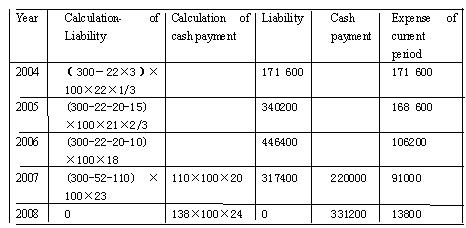 Year Calculation- of Liability Calculation of cash payment Liability Cash payment Expense of current period
2004 (300-22×3)× 100×22×1/3 171 600 171 600
2005 (300-22-20-15) ×100×21×2/3 340200 168 600
2006 (300-22-20-10) ×100×18 446400 106200
2007 (300-52-110) × 100×23 110×100×20 317400 220000 91000
2008 0 138×100×24 0 331200 13800